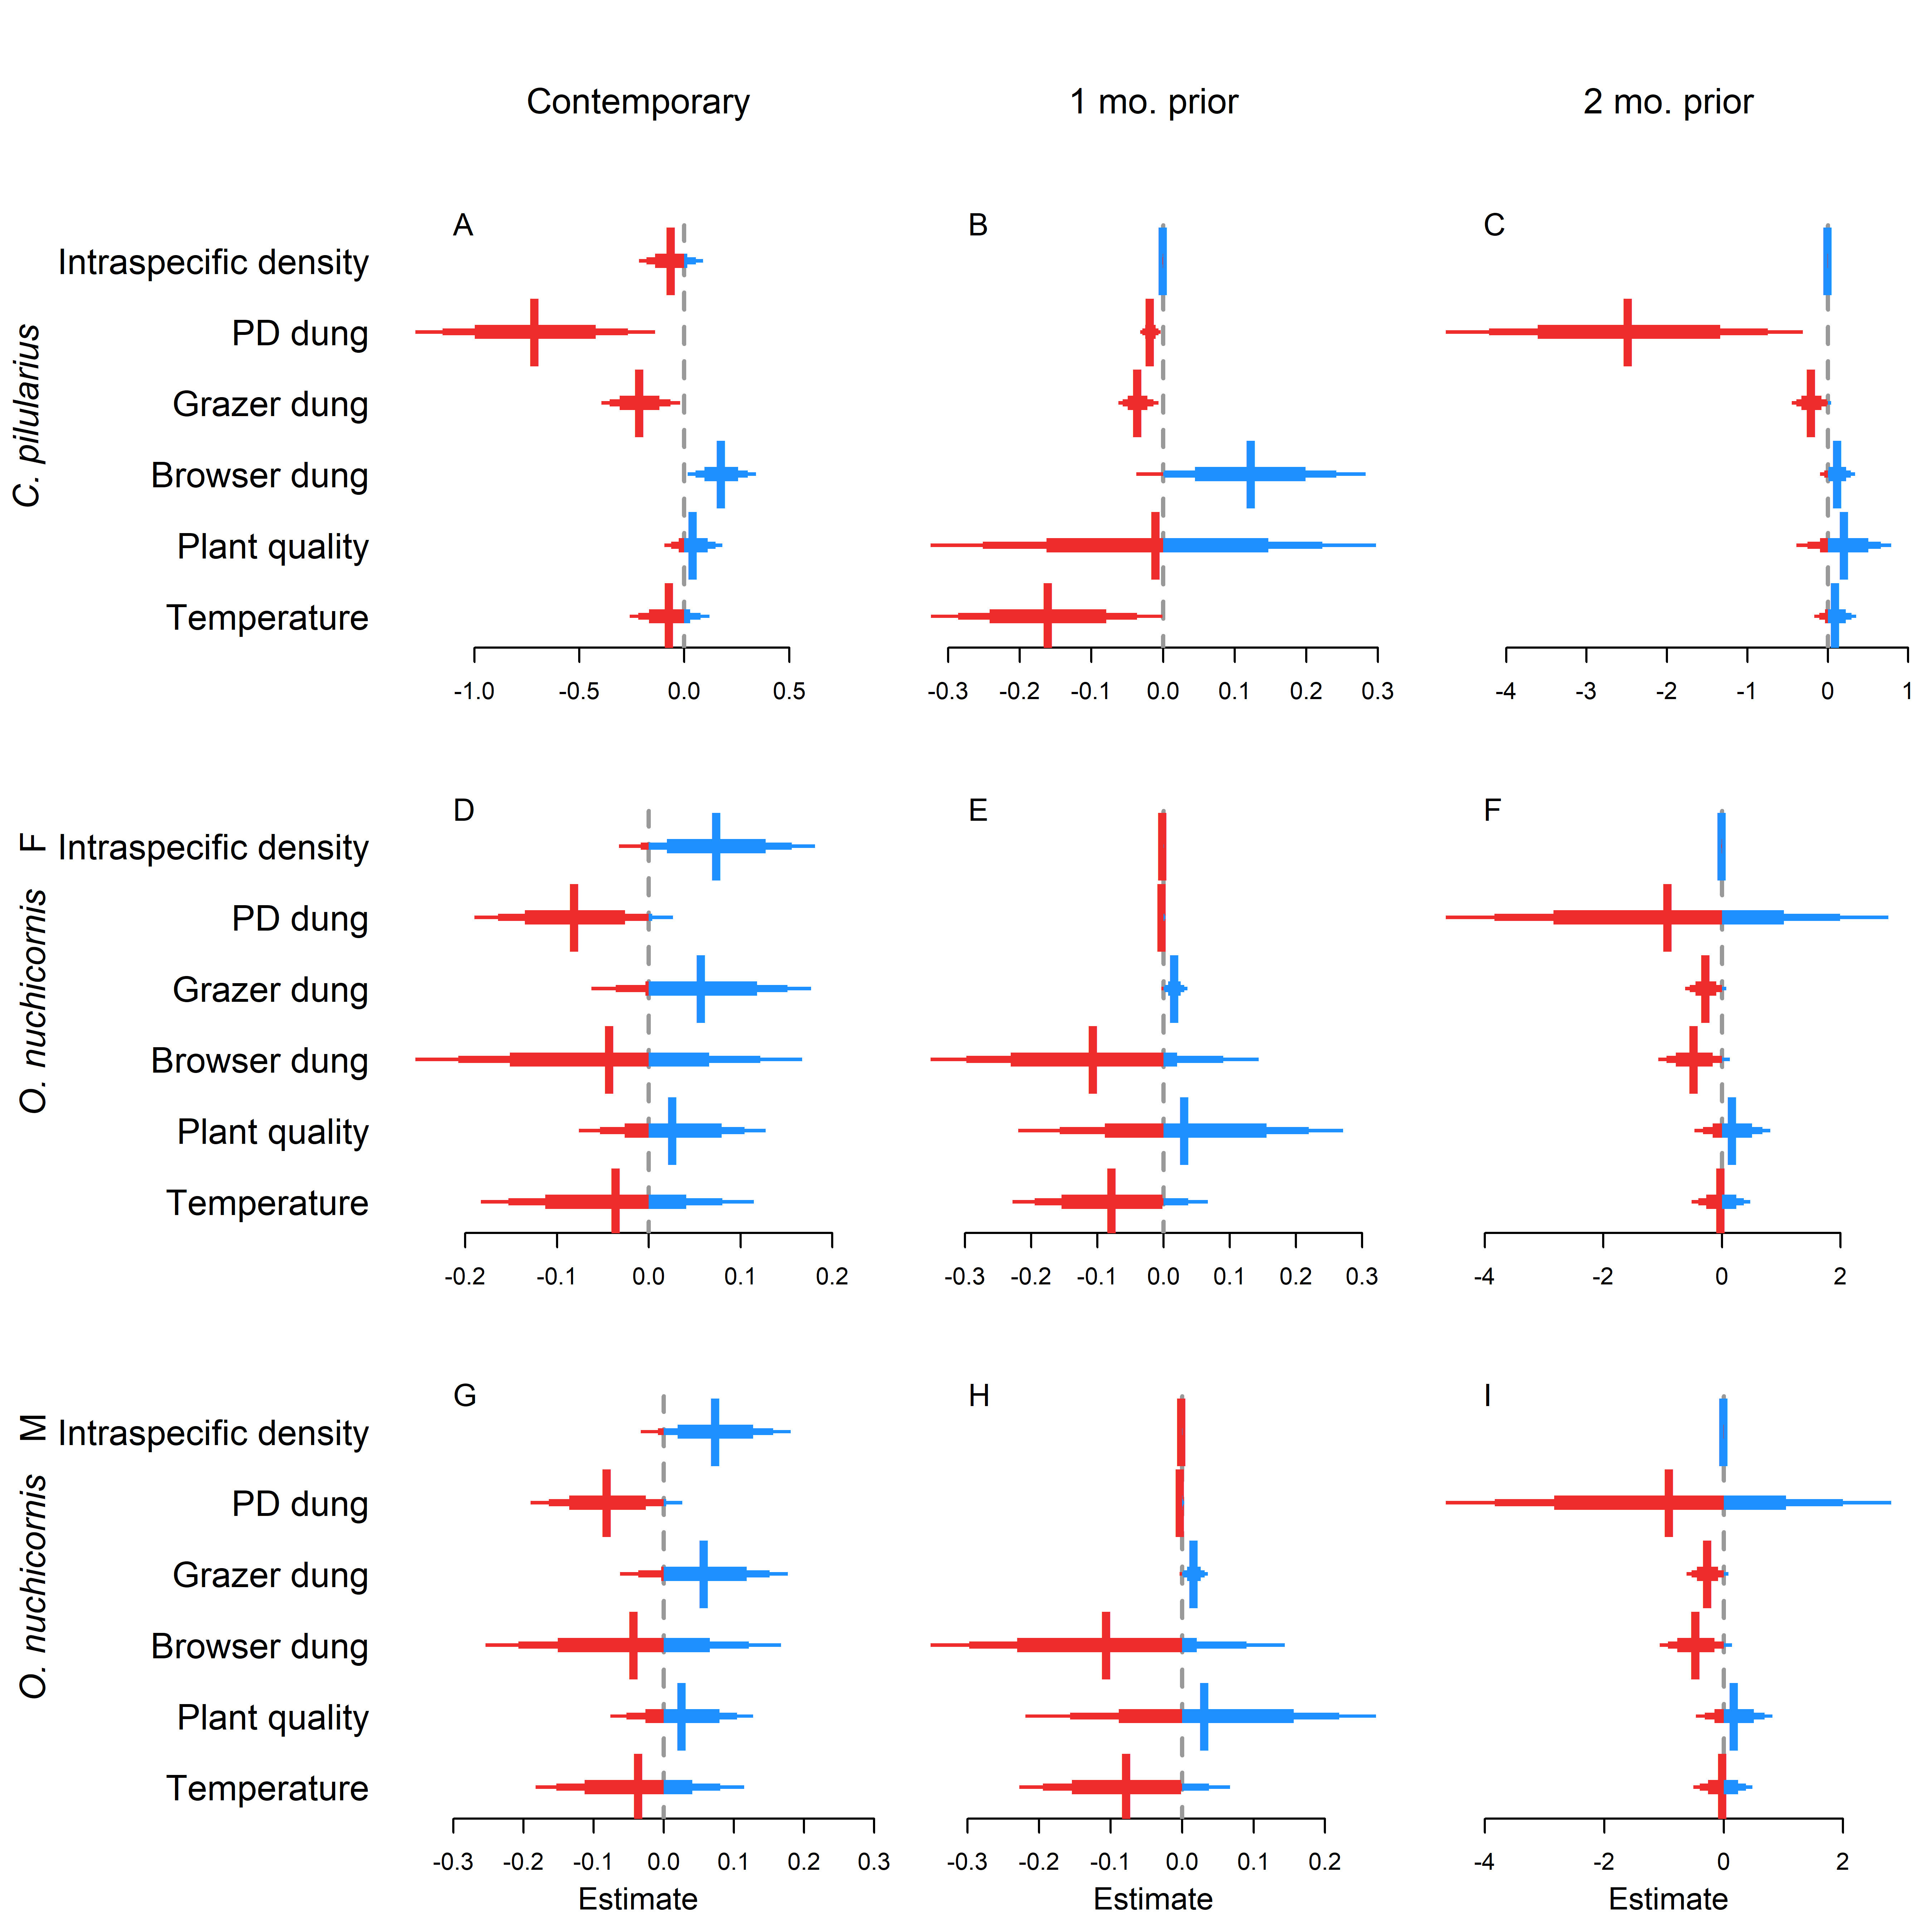 Contemporary 1 mo. prior 2 mo. prior
A B C
C. pilularius
Intraspecific density
PD dung
Grazer dung
Browser dung
Plant quality
Temperature
-1.0 -0.5 0.0 0.5
-0.3 -0.2 -0.1 0.0 0.1 0.2 0.3
-4 -3 -2 -1 0 1
D E F
O. nuchicornis F
Intraspecific density
PD dung
Grazer dung
Browser dung
Plant quality
Temperature
-0.2 -0.1 0.0 0.1 0.2
-0.3 -0.2 -0.1 0.0 0.1 0.2 0.3
-4 -2 0 2
G H I
O. nuchicornis M
Intraspecific density
PD dung
Grazer dung
Browser dung
Plant quality
Temperature
-0.3 -0.2 -0.1 0.0 0.1 0.2 0.3
-0.3 -0.2 -0.1 0.0 0.1 0.2
-4 -2 0 2
Estimate Estimate Estimate